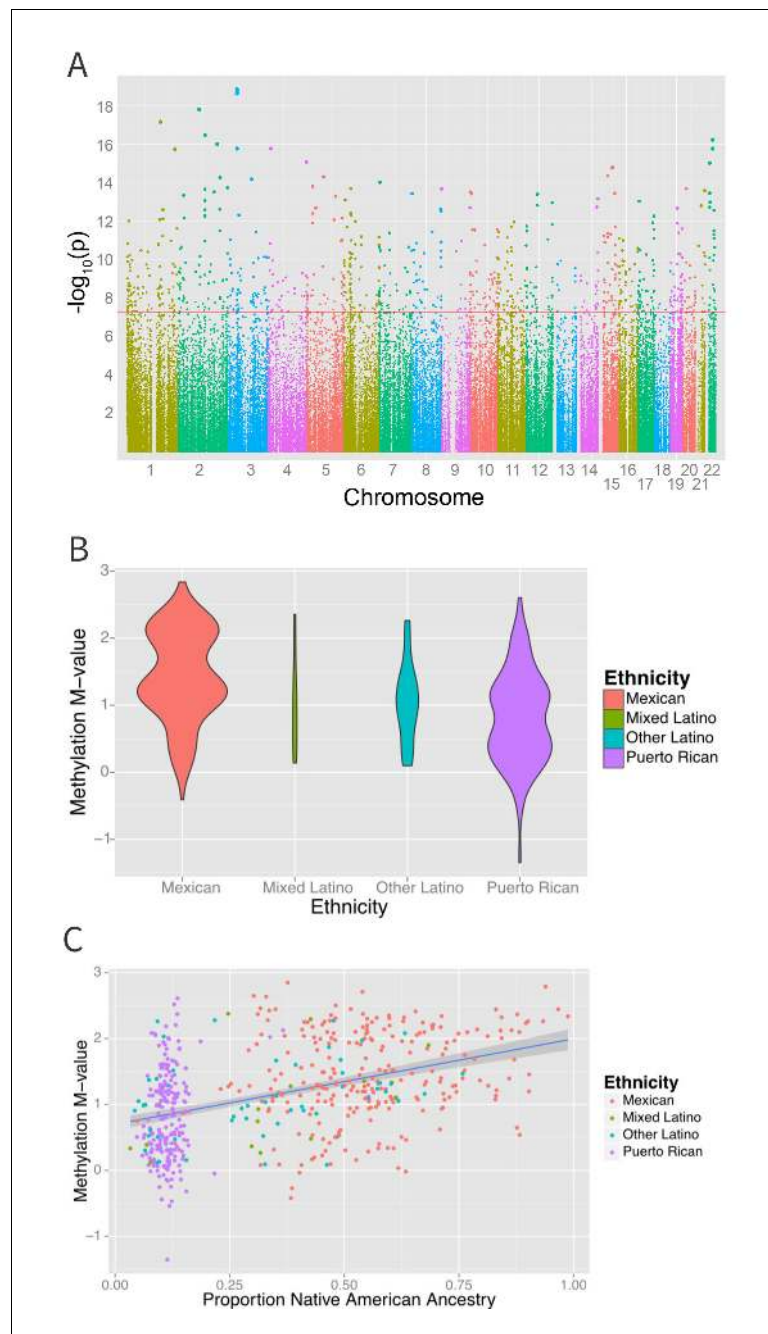 A
18
16
14
12
10
8
6
4
2
-log10(p)
1 2 3 4 5 6 7 8 9 10 11 12 13 14 16 18 20 22
15 17 19 21
Chromosome
B
3
2
1
0
−1
Methylation M−value
Mexican Mixed Latino Other Latino Puerto Rican
Ethnicity
Ethnicity
Mexican
Mixed Latino
Other Latino
Puerto Rican
C
3
2
1
0
−1
Methylation M−value
0.00 0.25 0.50 0.75 1.00
Proportion Native American Ancestry
Ethnicity
Mexican
Mixed Latino
Other Latino
Puerto Rican